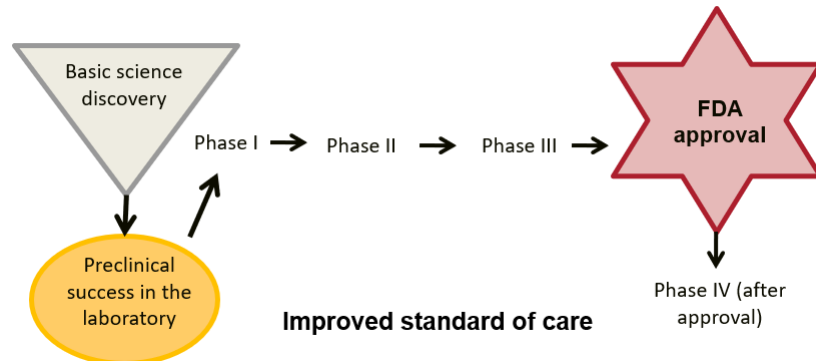 Basic science
discovery
Preclinical
success in the
laboratory
Phase I
Phase II
Phase III
FDA
approval
Phase IV (after
approval)
Improved standard of care